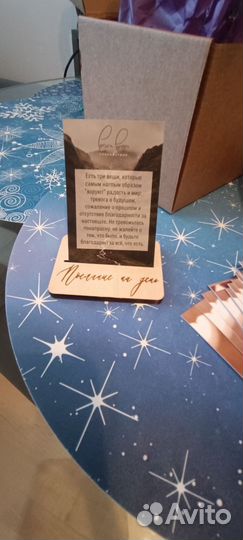 Есть три вещи, которые
самым наглым образом
"воруют" радость и мир:
тревога о будущем,
сожаление о прошлом и
отсутствие благодарности за
настоящее. Не тревожьтесь
понапрасну, не жалейте о
том, что было, и будьте
благодарны за всё, что есть.
на день
Avito